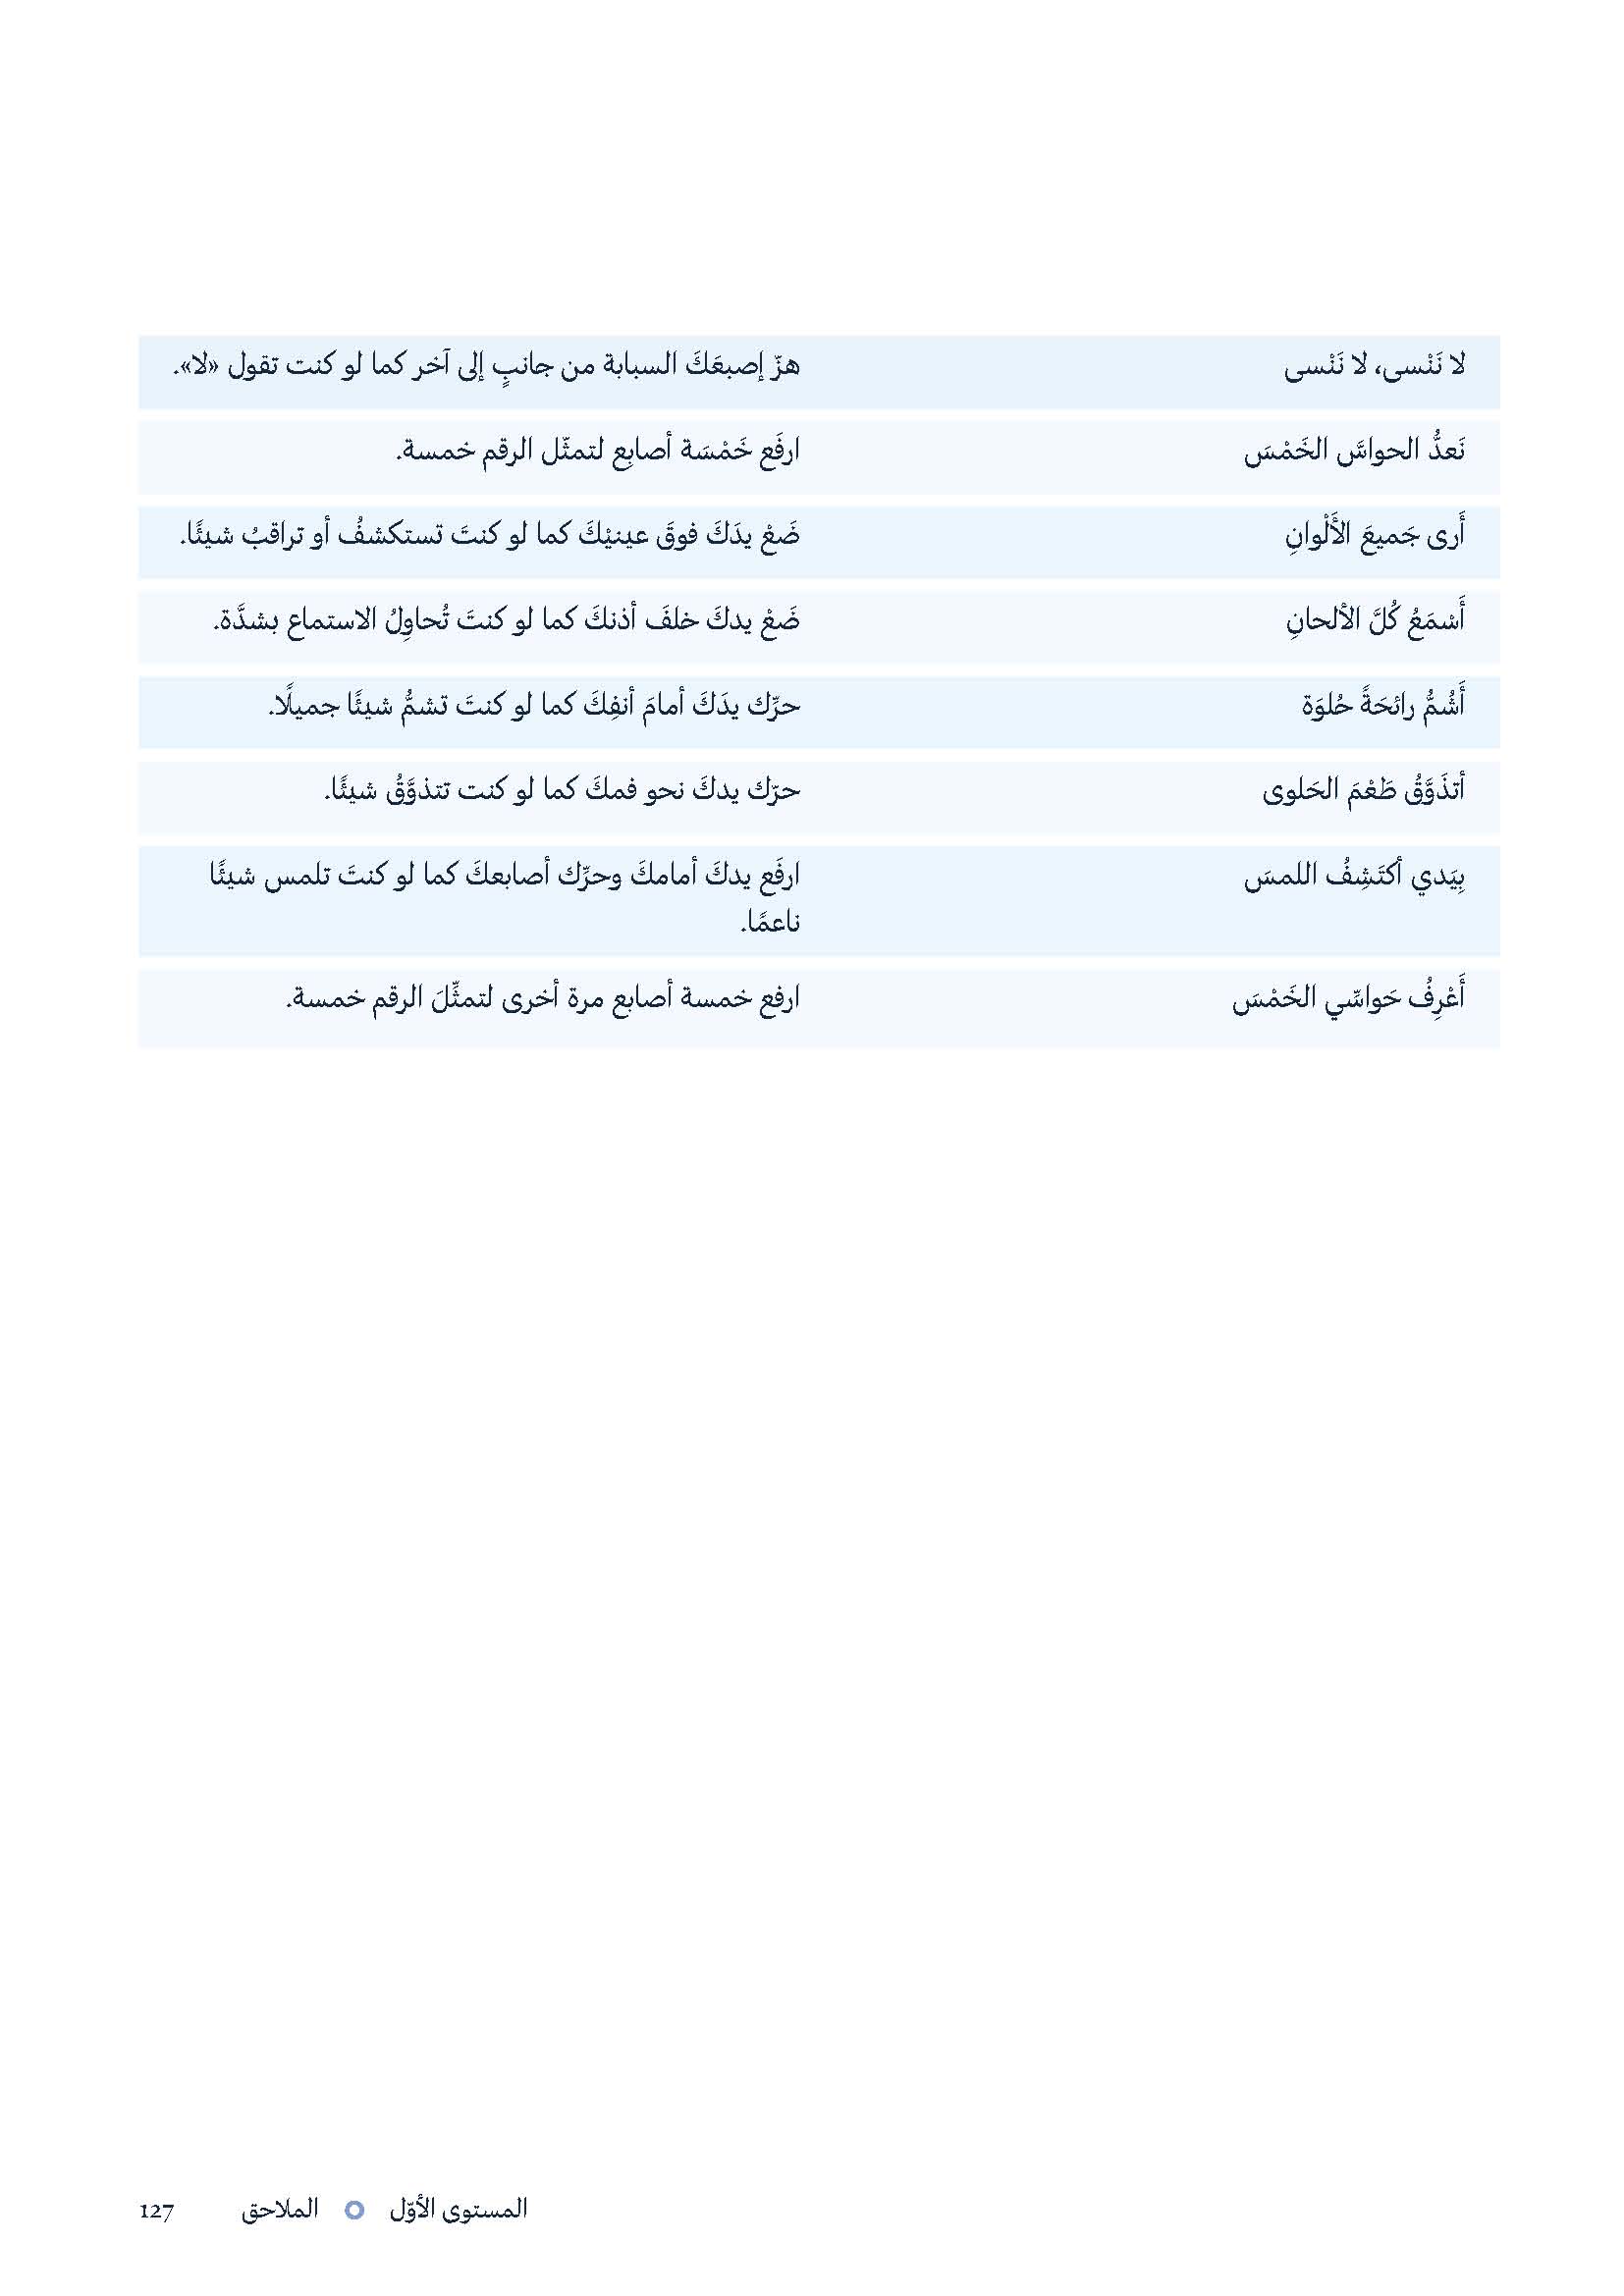 لا نَنْسى، لا نَنْسى
هزّ إصبعَكَ السبابة من جانبٍ إلى آخر كما لو كنت تقول «لا».
نَعدُّ الحواسَّ الخَمْسَ
ارفَع خَمْسَة أصابِع لتمثّل الرقم خمسة.
أَرى جَميعَ الأَلْوانِ
ضَعْ يدَكَ فوقَ عينيْكَ كما لو كنتَ تستكشفُ أو تراقبُ شيئًا.
أَسْمَعُ كُلَّ الألحانِ
ضَعْ يدكَ خلفَ أذنكَ كما لو كنتَ تُحاوِلُ الاستماع بشدَّة.
أَشُمُّ رائحَةً حُلوَة
حرِّك يدَكَ أمامَ أنفِكَ كما لو كنتَ تشمُّ شيئًا جميلًا.
أتذَوَّقُ طَعْمَ الحَلوى
حرّك يدكَ نحو فمكَ كما لو كنت تتذوَّقُ شيئًا.
بِيَدي أكتَشِفُ اللمسَ
ارفَع يدكَ أمامكَ وحرِّك أصابعكَ كما لو كنتَ تلمس شيئًا
ناعمًا.
أَعْرِفُ حَواسّي الخَمْسَ
ارفع خمسة أصابع مرة أخرى لتمثِّلَ الرقم خمسة.
المستوى الأوّل الملاحق 127